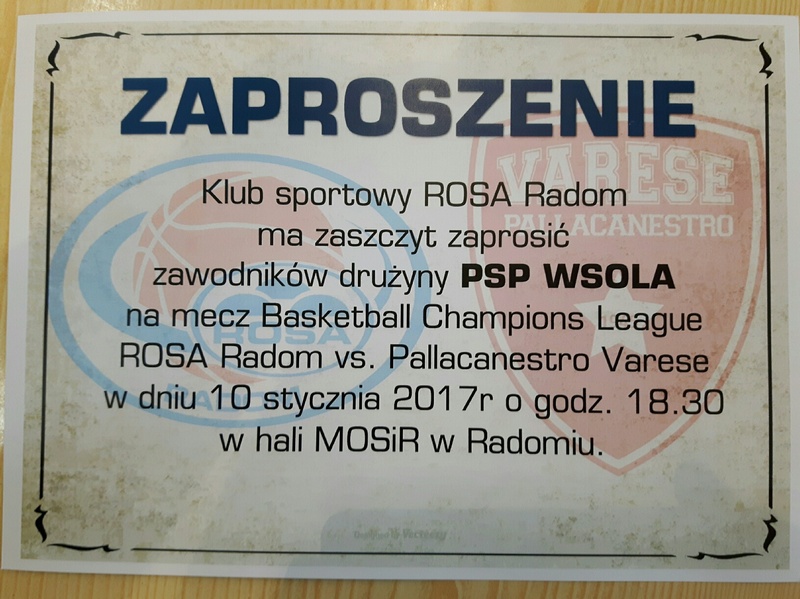 ZAPROSZENIE
Klub sportowy ROSA Radom
ma zaszczyt zaprosić
zawodników drużyny PSP WSOLA
na mecz Basketball Champions League
ROSA Radom vs. Pallacanestro Varese
w dniu 10 stycznia 2017r o godz. 18.30
w hali MOSiR w Radomiu.
VARESE
PALLACANESTRO
ROSA
RADOM